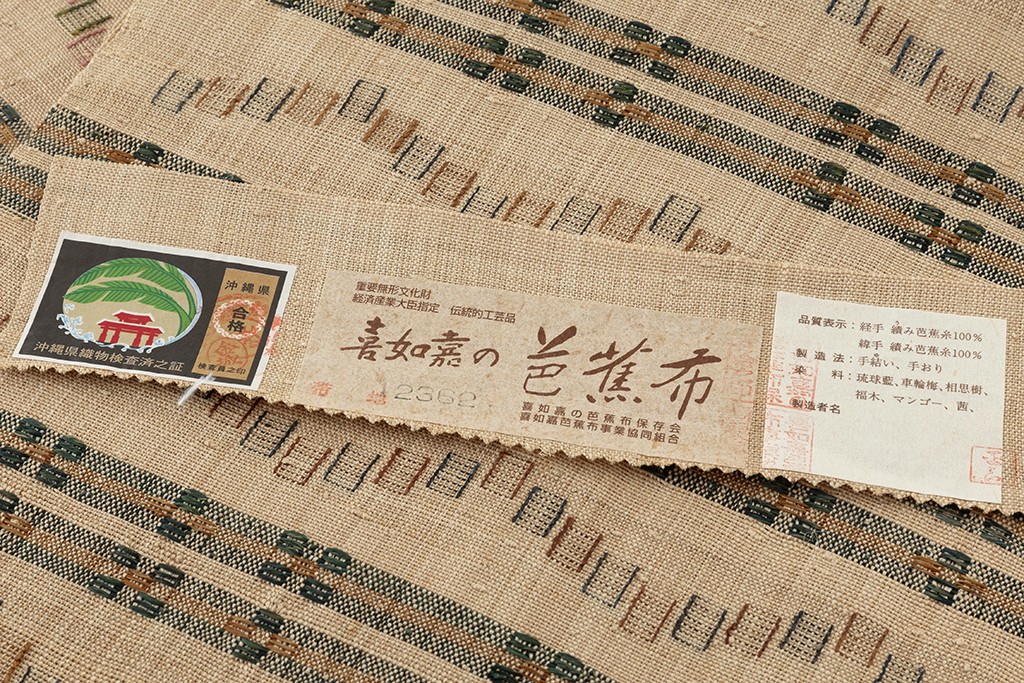 沖縄県
合格
沖縄県織物検査済之証
検査員之印
重要無形文化財
経済産業大臣指定 伝統的工芸品
喜如嘉の 芭蕉布
2362
喜如嘉の芭蕉布保存会
喜如嘉芭蕉布事業協同組合
品質表示：経手 績み芭蕉糸100%
緯手 績み芭蕉糸100%
製造法：手結い、手おり
染料：琉球藍、車輪梅、相思樹、
福木、マンゴー、茜、
製造者名